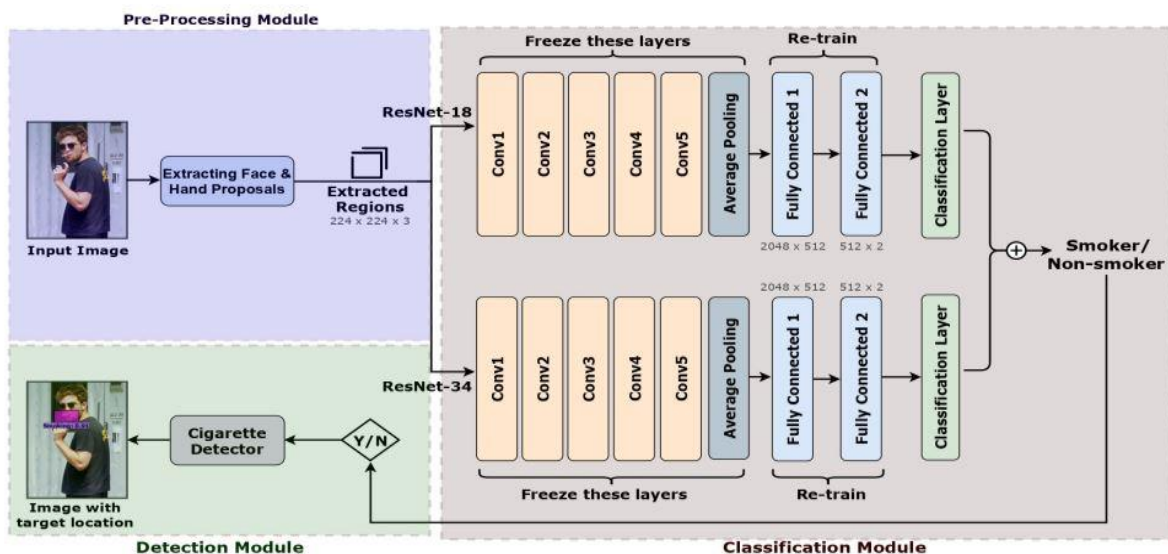 Pre-Processing Module
Freeze these layers
Re-train
ResNet-18
Conv1
Conv2
Conv3
Conv4
Conv5
Average Pooling
Fully Connected 1
Fully Connected 2
Classification Layer
Extracting Face &
Hand Proposals
Extracted
Regions
224 x 224 x 3
Input Image
2048 x 512
512 x 2
Smoker/
Non-smoker
2048 x 512
512 x 2
ResNet-34
Conv1
Conv2
Conv3
Conv4
Conv5
Average Pooling
Fully Connected 1
Fully Connected 2
Classification Layer
Cigarette
Detector
Y/N
Freeze these layers
Re-train
Image with
target location
Detection Module
Classification Module